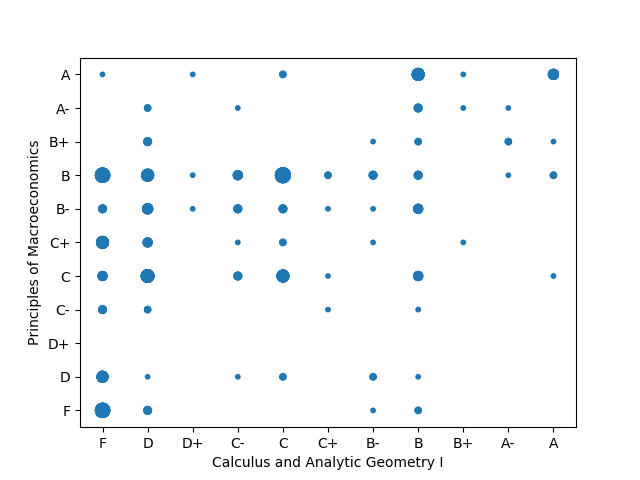 A
A-
B+
B
B-
C+
C
C-
D+
D
F
Principles of Macroeconomics
F D D+ C- C C+ B- B B+ A- A
Calculus and Analytic Geometry I